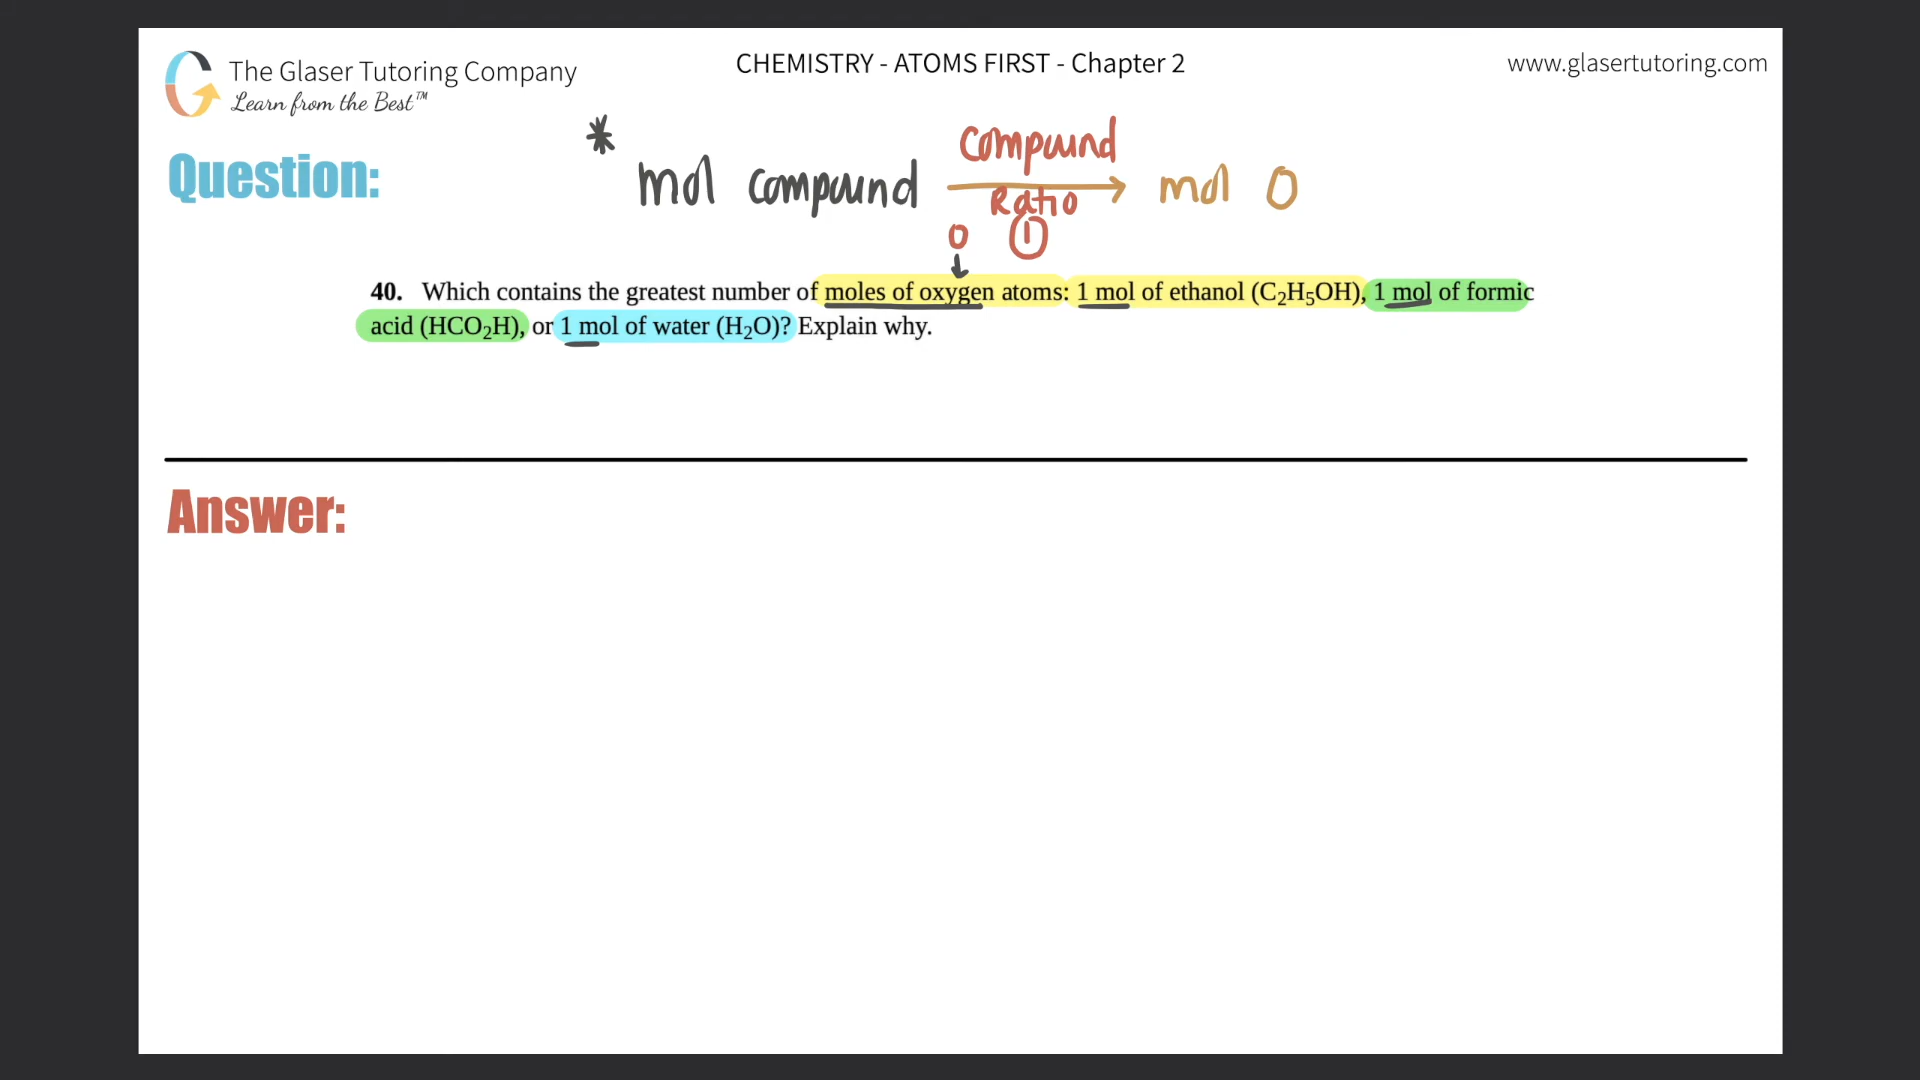 The Glaser Tutoring Company
Learn from the Best™
CHEMISTRY - ATOMS FIRST - Chapter 2
www.glasertutoring.com
Question:
* mol compound compound → mol O
Ratio
O ①
↓
40. Which contains the greatest number of moles of oxygen atoms: 1 mol of ethanol (C₂H₅OH), 1 mol of formic
acid (HCO₂H), or 1 mol of water (H₂O)? Explain why.
Answer: